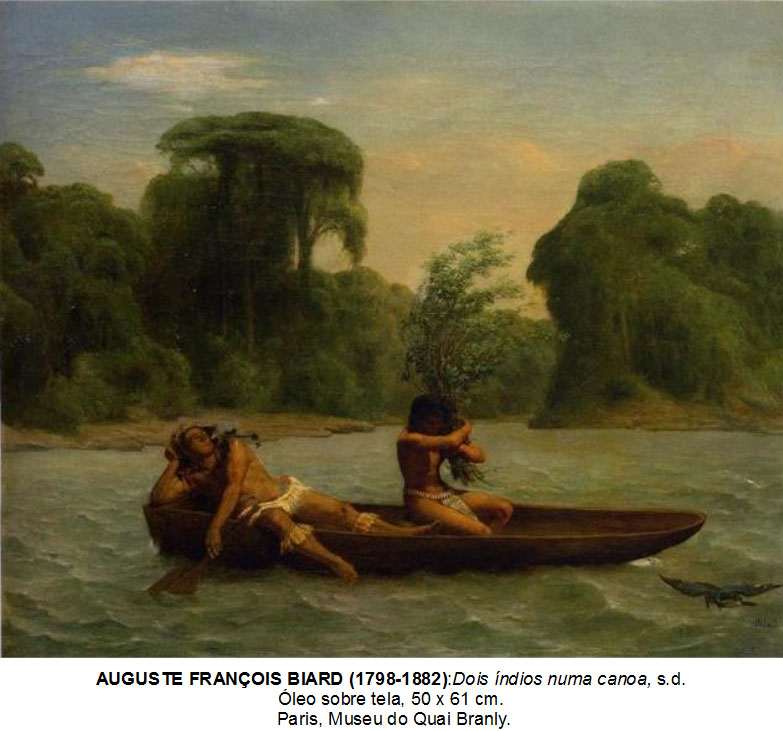 AUGUSTE FRANÇOIS BIARD (1798-1882):Dois índios numa canoa, s.d.
Óleo sobre tela, 50 x 61 cm.
Paris, Museu do Quai Branly.